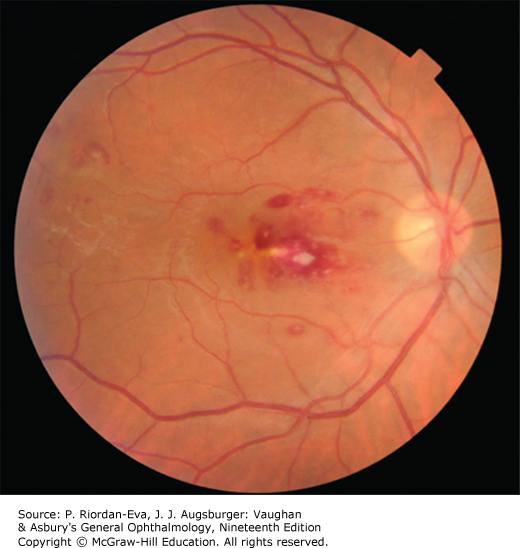 Source: P. Riordan-Eva, J. J. Augsburger: Vaughan
& Asbury's General Ophthalmology, Nineteenth Edition
Copyright © McGraw-Hill Education. All rights reserved.